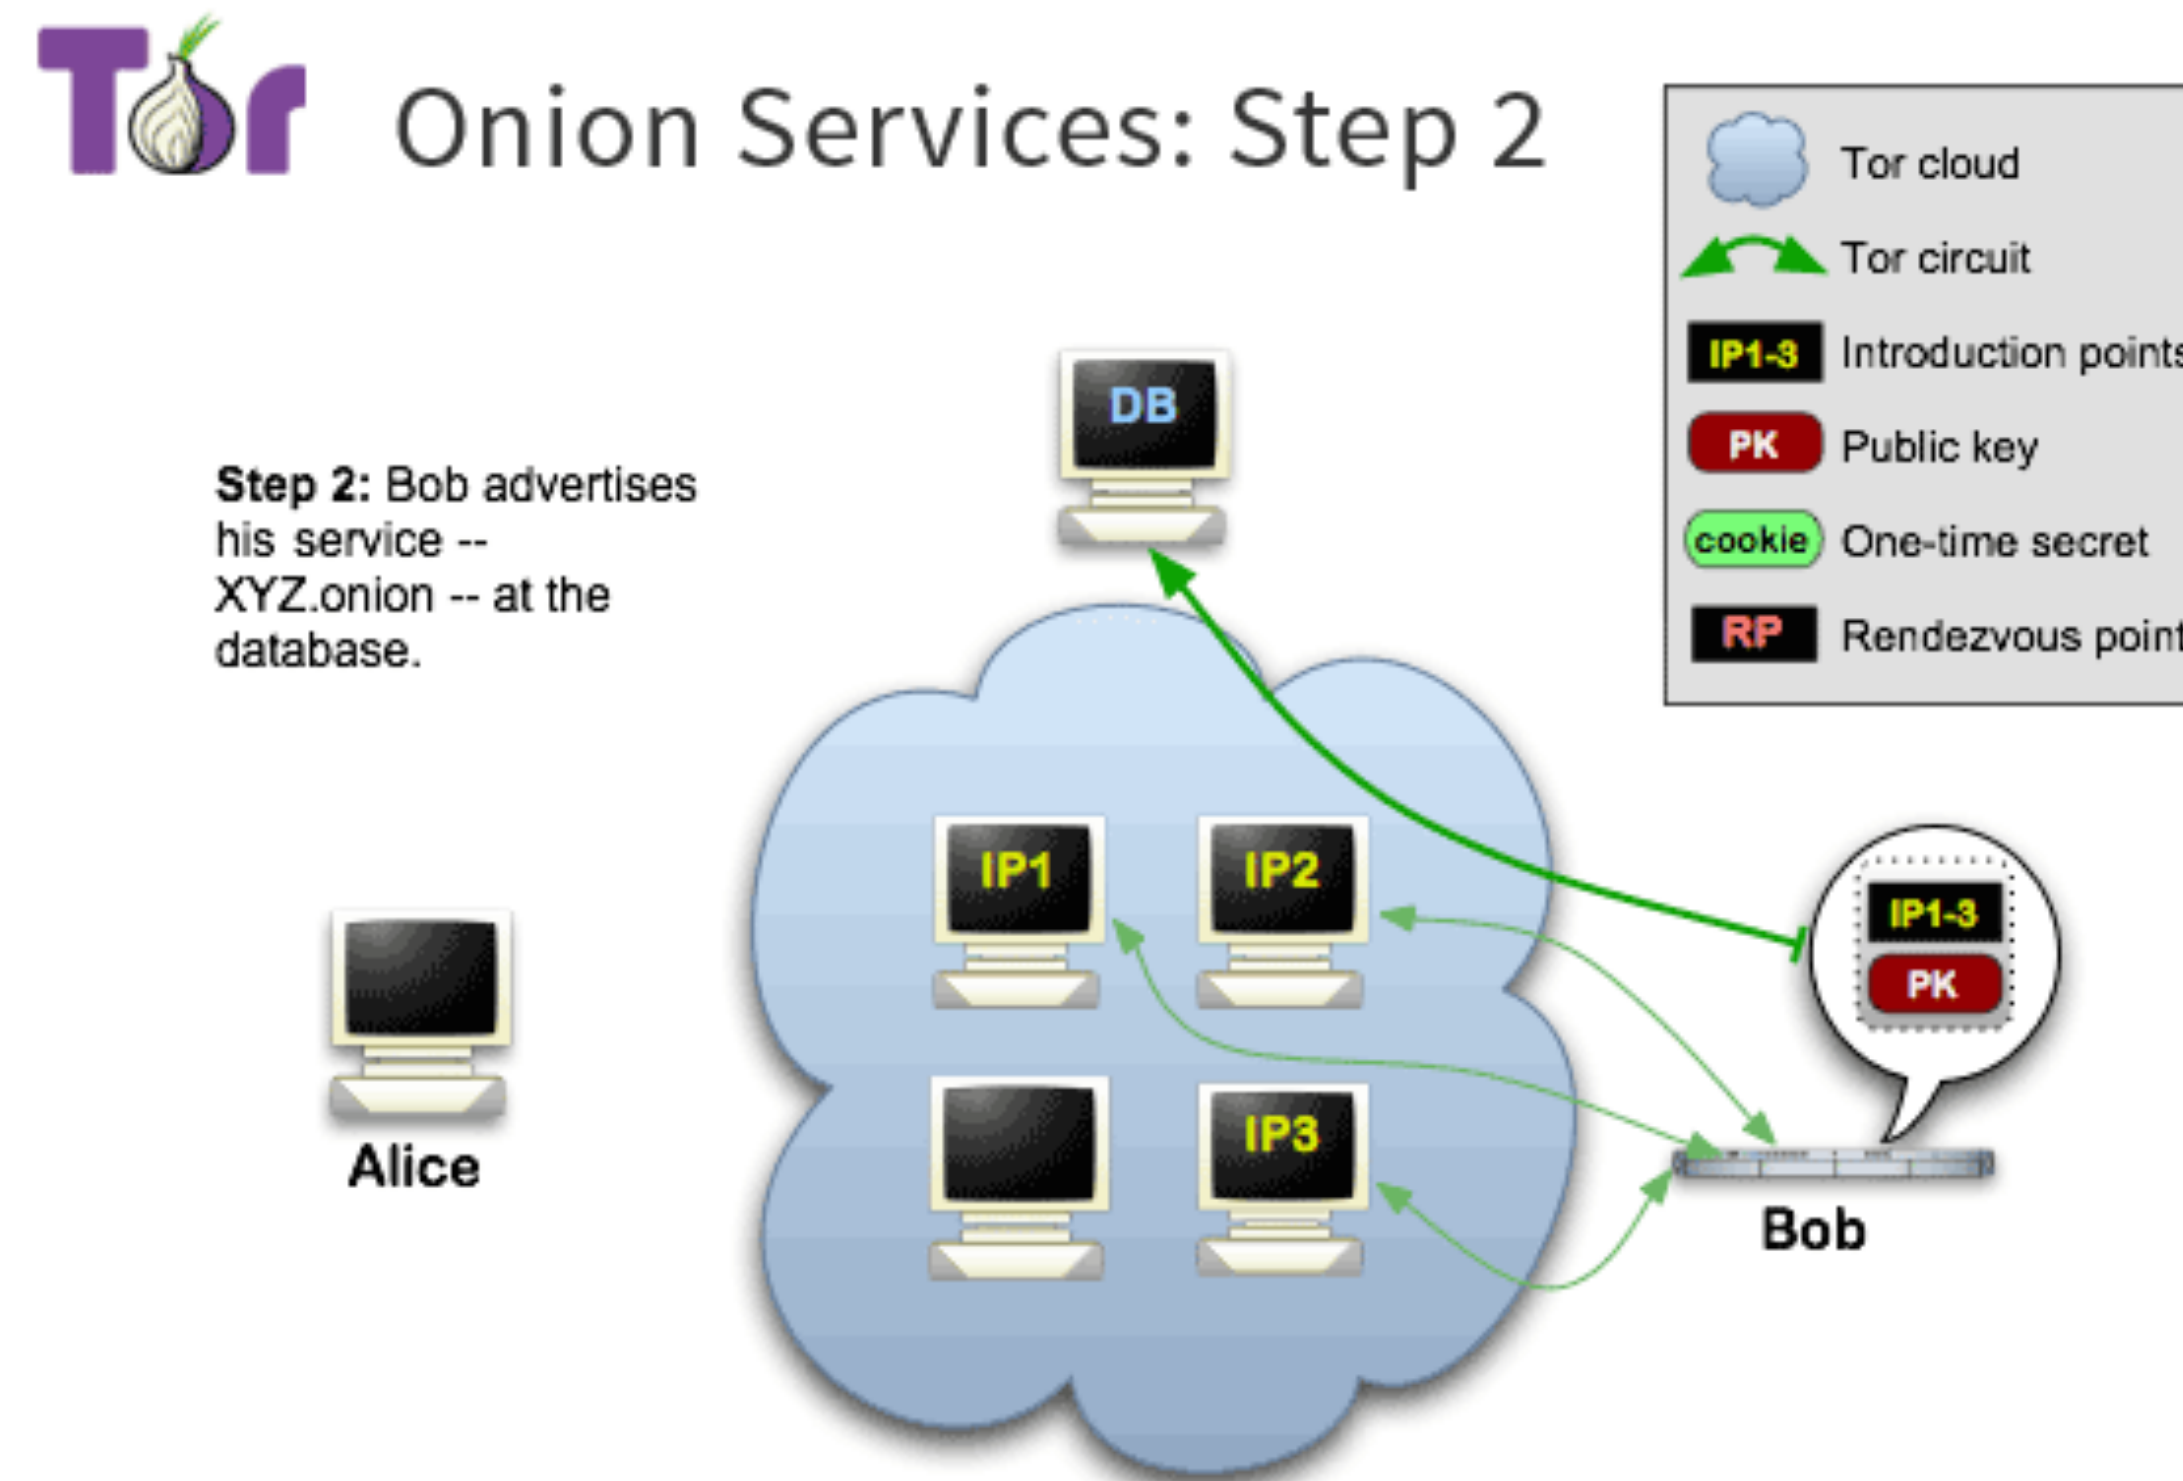 Tor
Onion Services: Step 2
Tor cloud
Tor circuit
IP1-3 Introduction points
PK Public key
cookie One-time secret
RP Rendezvous point
DB
Step 2: Bob advertises
his service --
XYZ.onion -- at the
database.
IP1
IP2
IP1-3
PK
IP3
Alice
Bob